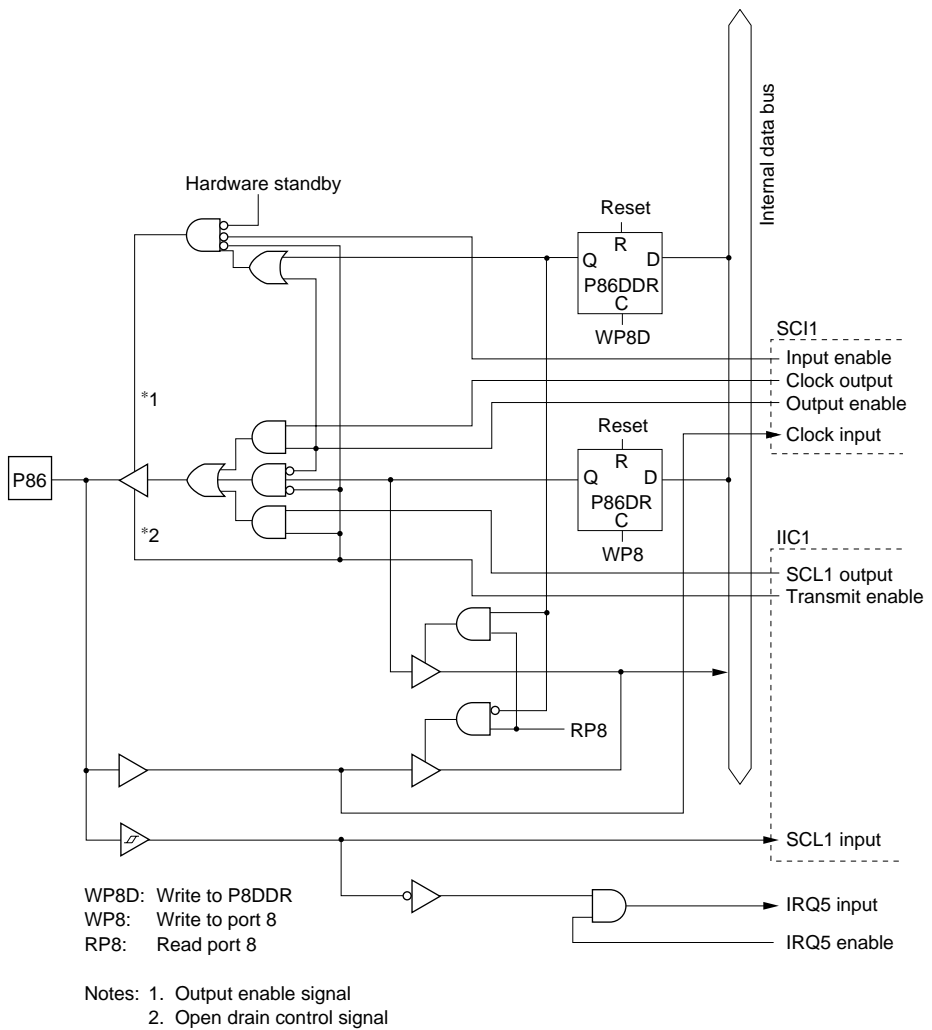 Internal data bus
Hardware standby
Reset
R
Q
D
P86DDR
C
WP8D
SCI1
Input enable
Clock output
Output enable
Clock input
*1
Reset
R
Q
D
P86DR
C
WP8
P86
*2
IIC1
SCL1 output
Transmit enable
RP8
SCL1 input
IRQ5 input
IRQ5 enable
WP8D: Write to P8DDR
WP8: Write to port 8
RP8: Read port 8
Notes: 1. Output enable signal
2. Open drain control signal